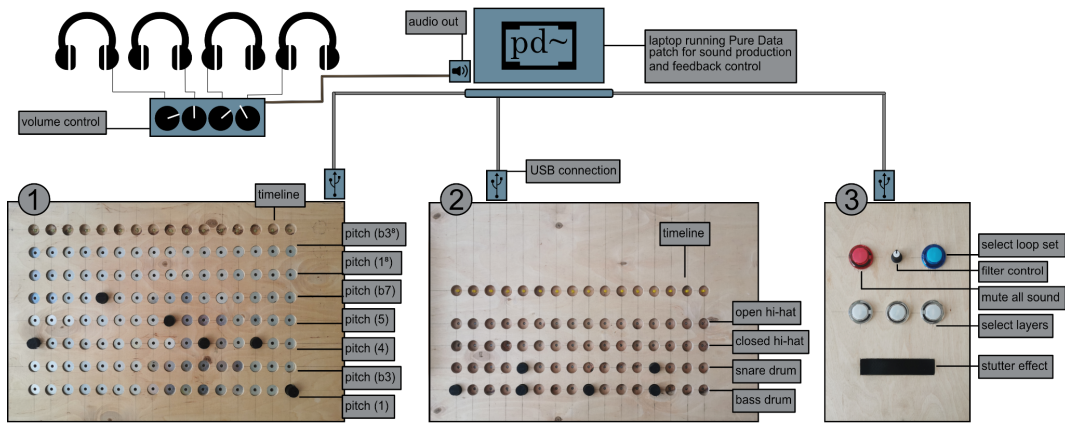 audio out
pd~
laptop running Pure Data
patch for sound production
and feedback control
volume control
USB connection
1
timeline
pitch (b3⁸)
pitch (1⁸)
pitch (b7)
pitch (5)
pitch (4)
pitch (b3)
pitch (1)
2
timeline
open hi-hat
closed hi-hat
snare drum
bass drum
3
select loop set
filter control
mute all sound
select layers
stutter effect